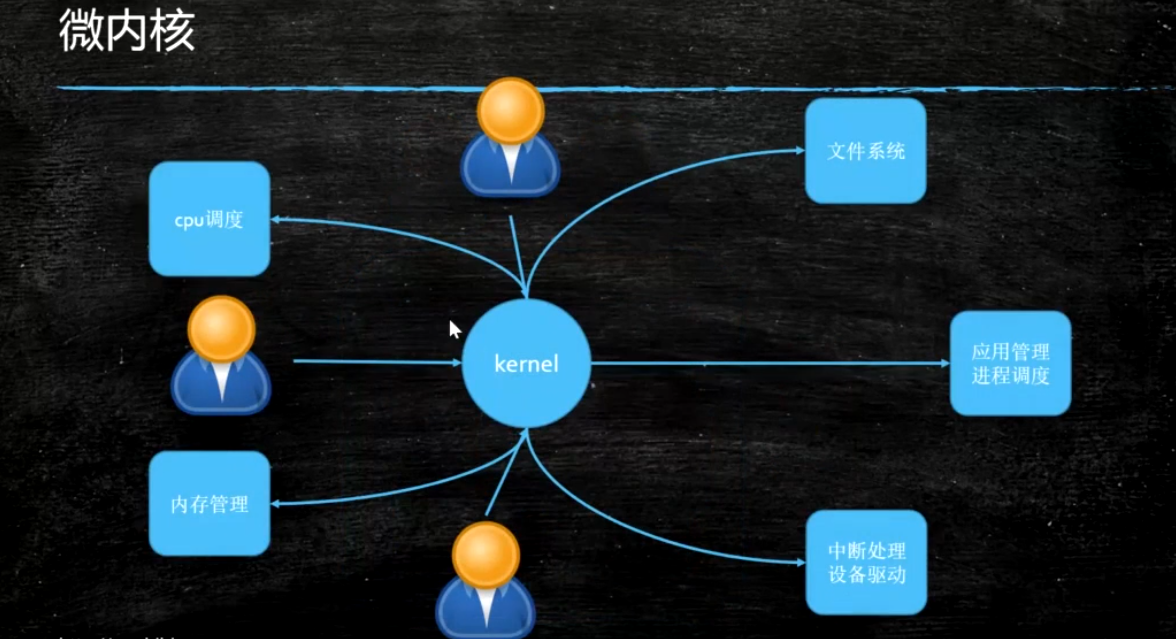 微内核
文件系统
cpu调度
kernel
应用管理
进程调度
内存管理
中断处理
设备驱动